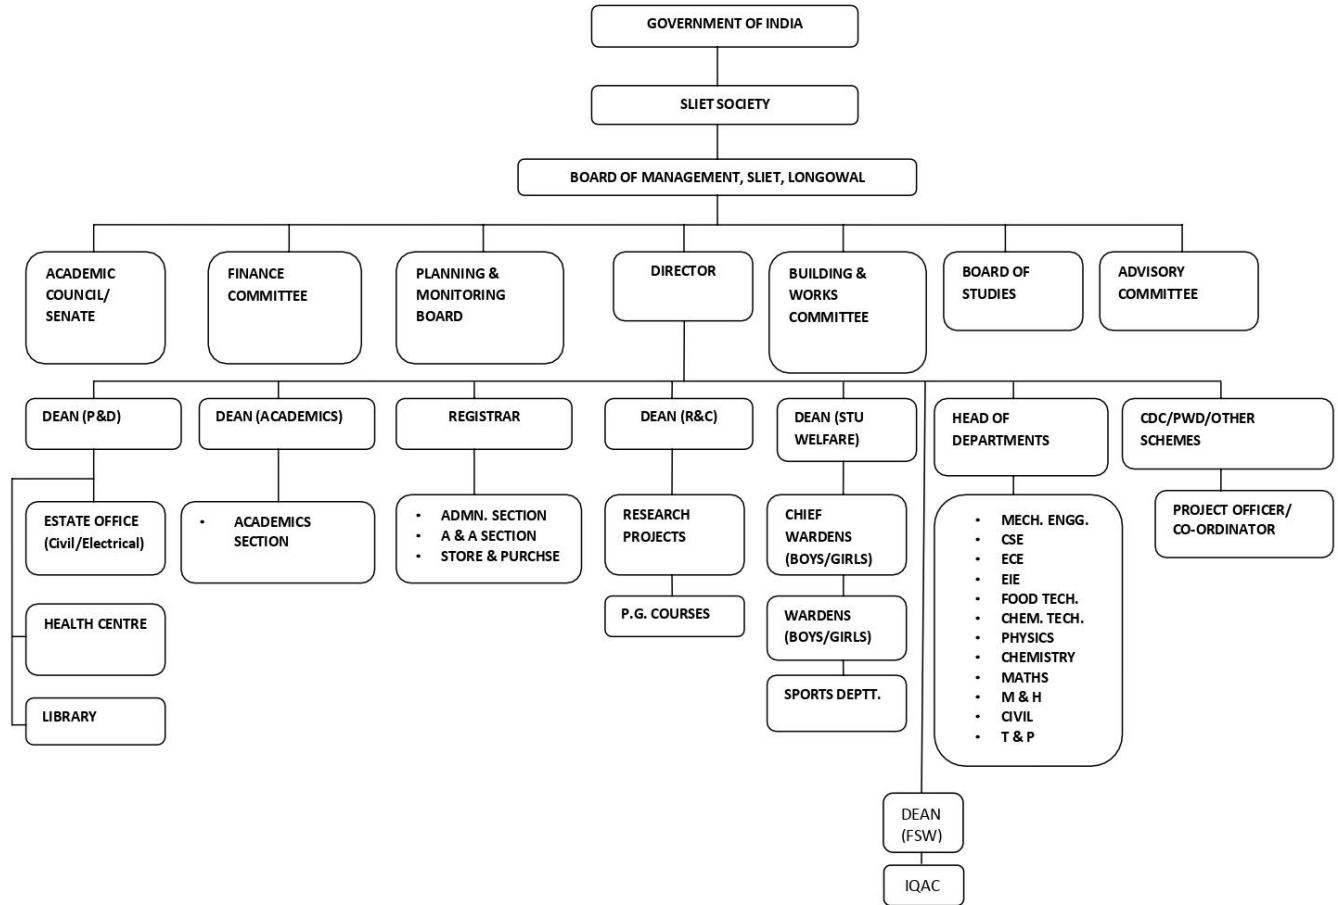 GOVERNMENT OF INDIA
SLIET SOCIETY
BOARD OF MANAGEMENT, SLIET, LONGOWAL
ACADEMIC
COUNCIL/
SENATE
FINANCE
COMMITTEE
PLANNING &
MONITORING
BOARD
DIRECTOR
BUILDING &
WORKS
COMMITTEE
BOARD OF
STUDIES
ADVISORY
COMMITTEE
DEAN (P&D)
DEAN (ACADEMICS)
REGISTRAR
DEAN (R&C)
DEAN (STU
WELFARE)
HEAD OF
DEPARTMENTS
CDC/PWD/OTHER
SCHEMES
ESTATE OFFICE
(Civil/Electrical)
• ACADEMICS
SECTION
• ADMN. SECTION
• A & A SECTION
• STORE & PURCHSE
RESEARCH
PROJECTS
CHIEF
WARDENS
(BOYS/GIRLS)
• MECH. ENGG.
• CSE
• ECE
• EIE
• FOOD TECH.
• CHEM. TECH.
• PHYSICS
• CHEMISTRY
• MATHS
• M & H
• CIVIL
• T & P
PROJECT OFFICER/
CO-ORDINATOR
HEALTH CENTRE
P.G. COURSES
WARDENS
(BOYS/GIRLS)
LIBRARY
SPORTS DEPTT.
DEAN
(FSW)
IQAC